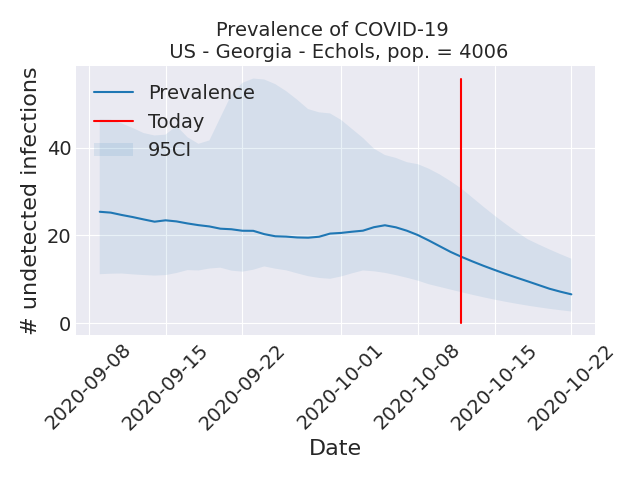 Prevalence of COVID-19
US - Georgia - Echols, pop. = 4006
# undetected infections
40
20
0
Prevalence
Today
95CI
2020-09-08
2020-09-15
2020-09-22
2020-10-01
2020-10-08
2020-10-15
2020-10-22
Date